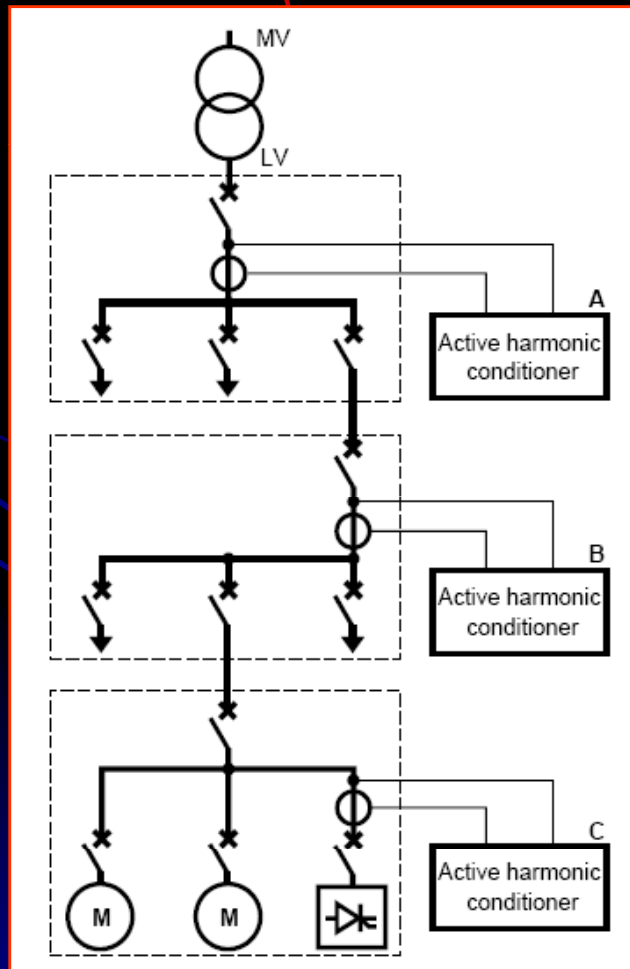 MV
LV
A
Active harmonic
conditioner
B
Active harmonic
conditioner
C
Active harmonic
conditioner
M
M